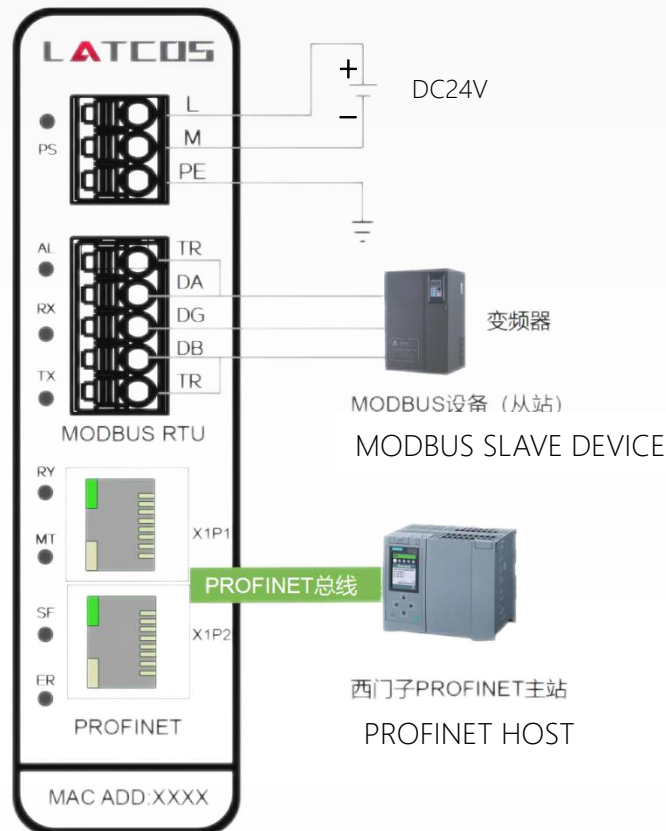 LATCOS
L
+
DC24V
PS
M
−
PE
AL
TR
DA
RX
DG
变频器
DB
TX
TR
MODBUS设备（从站）
MODBUS RTU
MODBUS SLAVE DEVICE
RY
MT
X1P1
PROFINET总线
SF
X1P2
ER
西门子PROFINET主站
PROFINET
PROFINET HOST
MAC ADD:XXXX